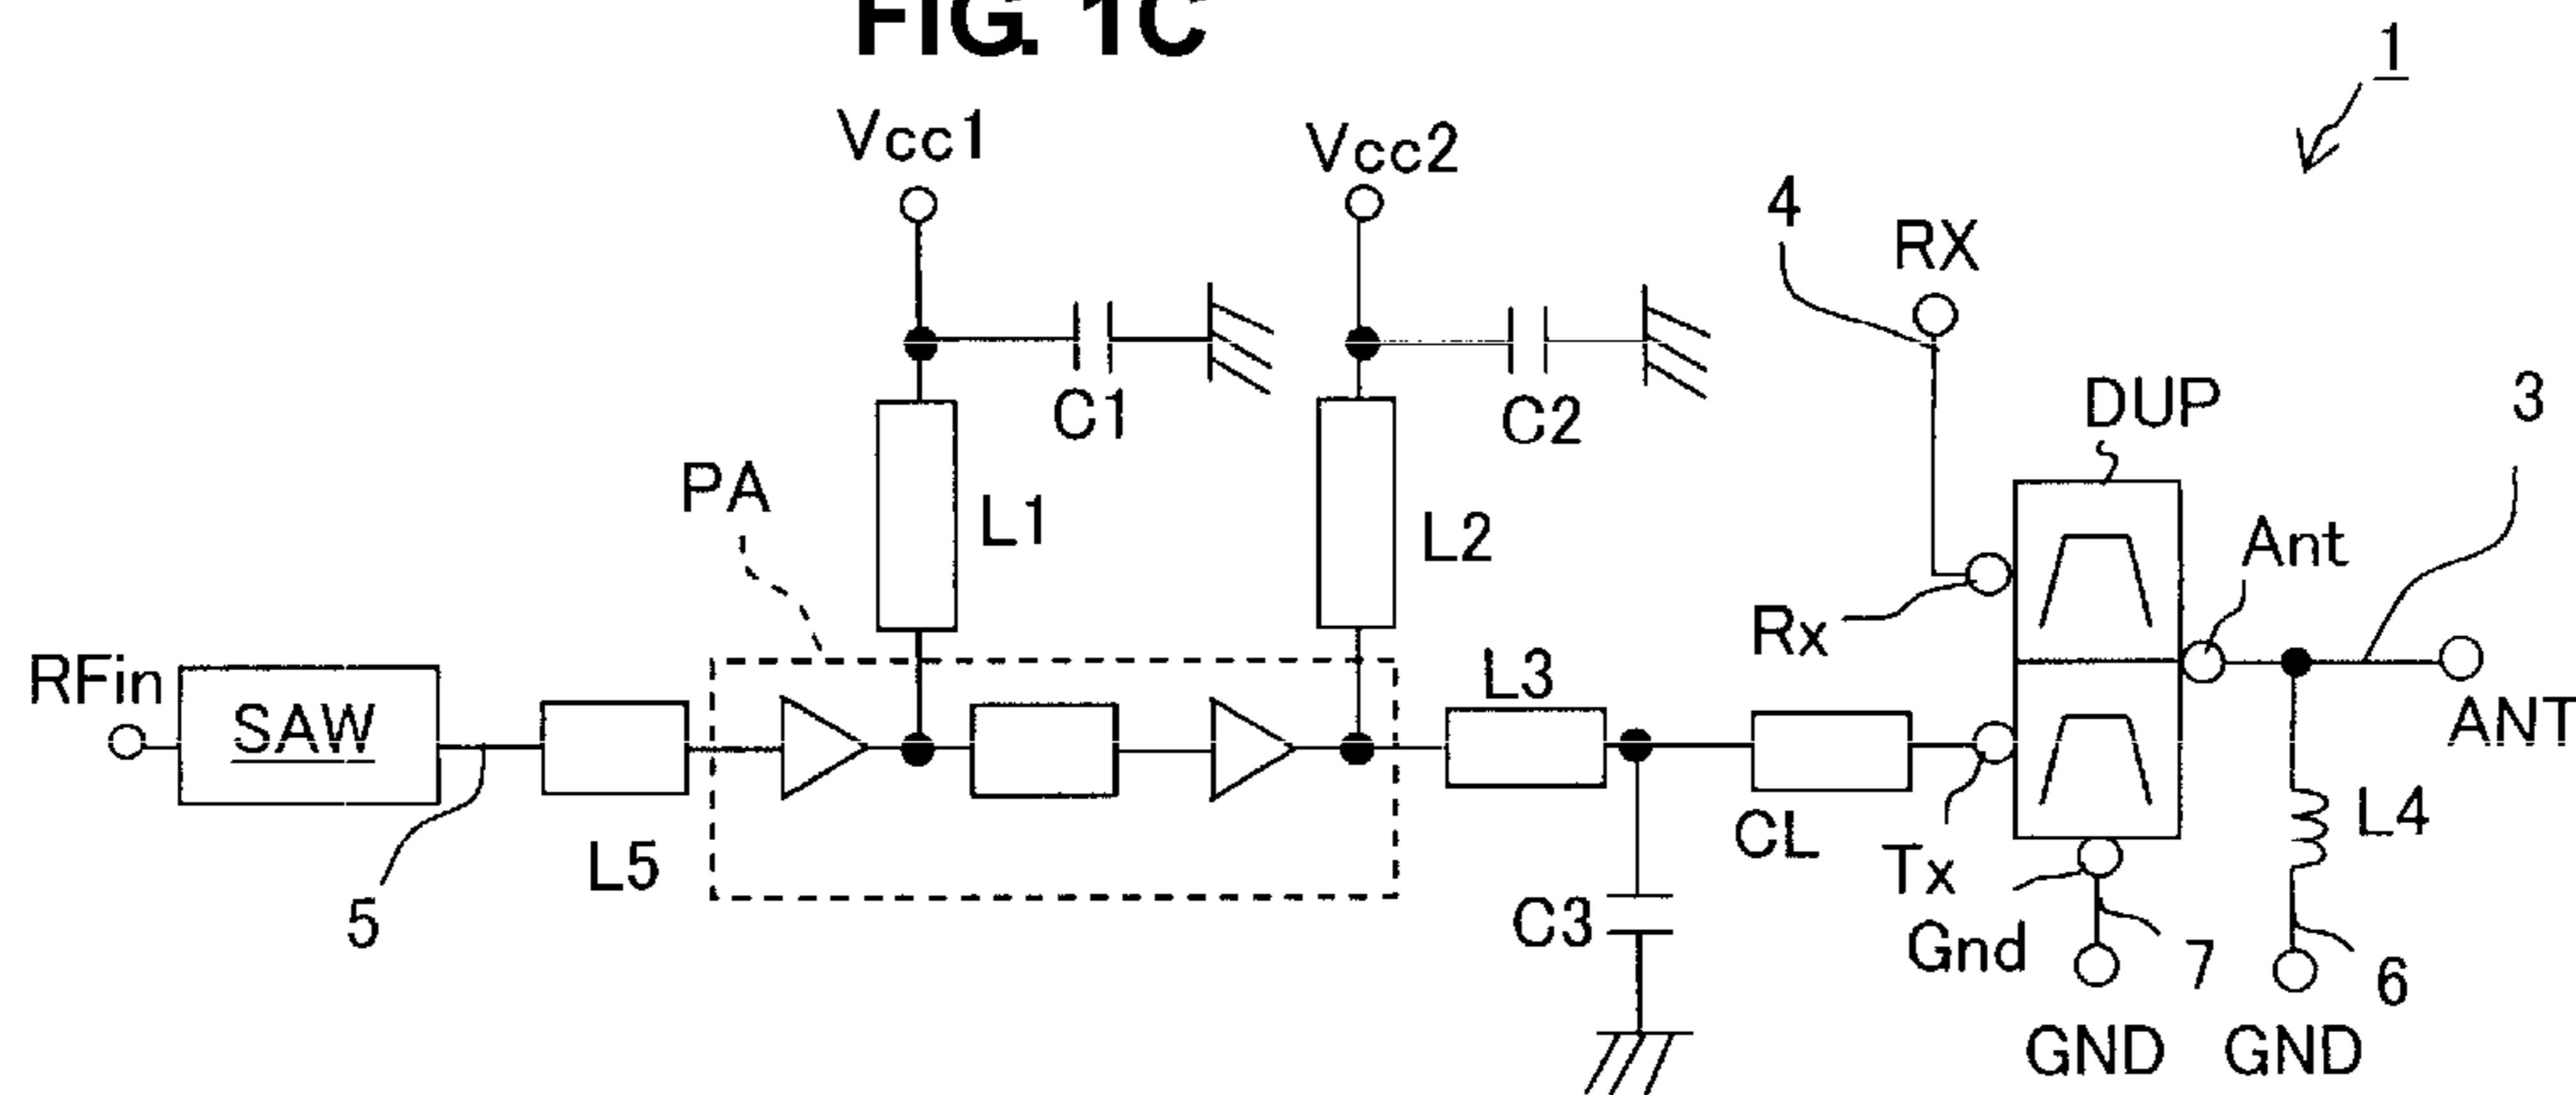 FIG. 1C
1
Vcc1
Vcc2
4
RX
C1
C2
DUP
3
PA
L1
L2
Ant
Rx
RFin
SAW
L3
ANT
L5
CL
Tx
L4
5
C3
Gnd
7
6
GND
GND